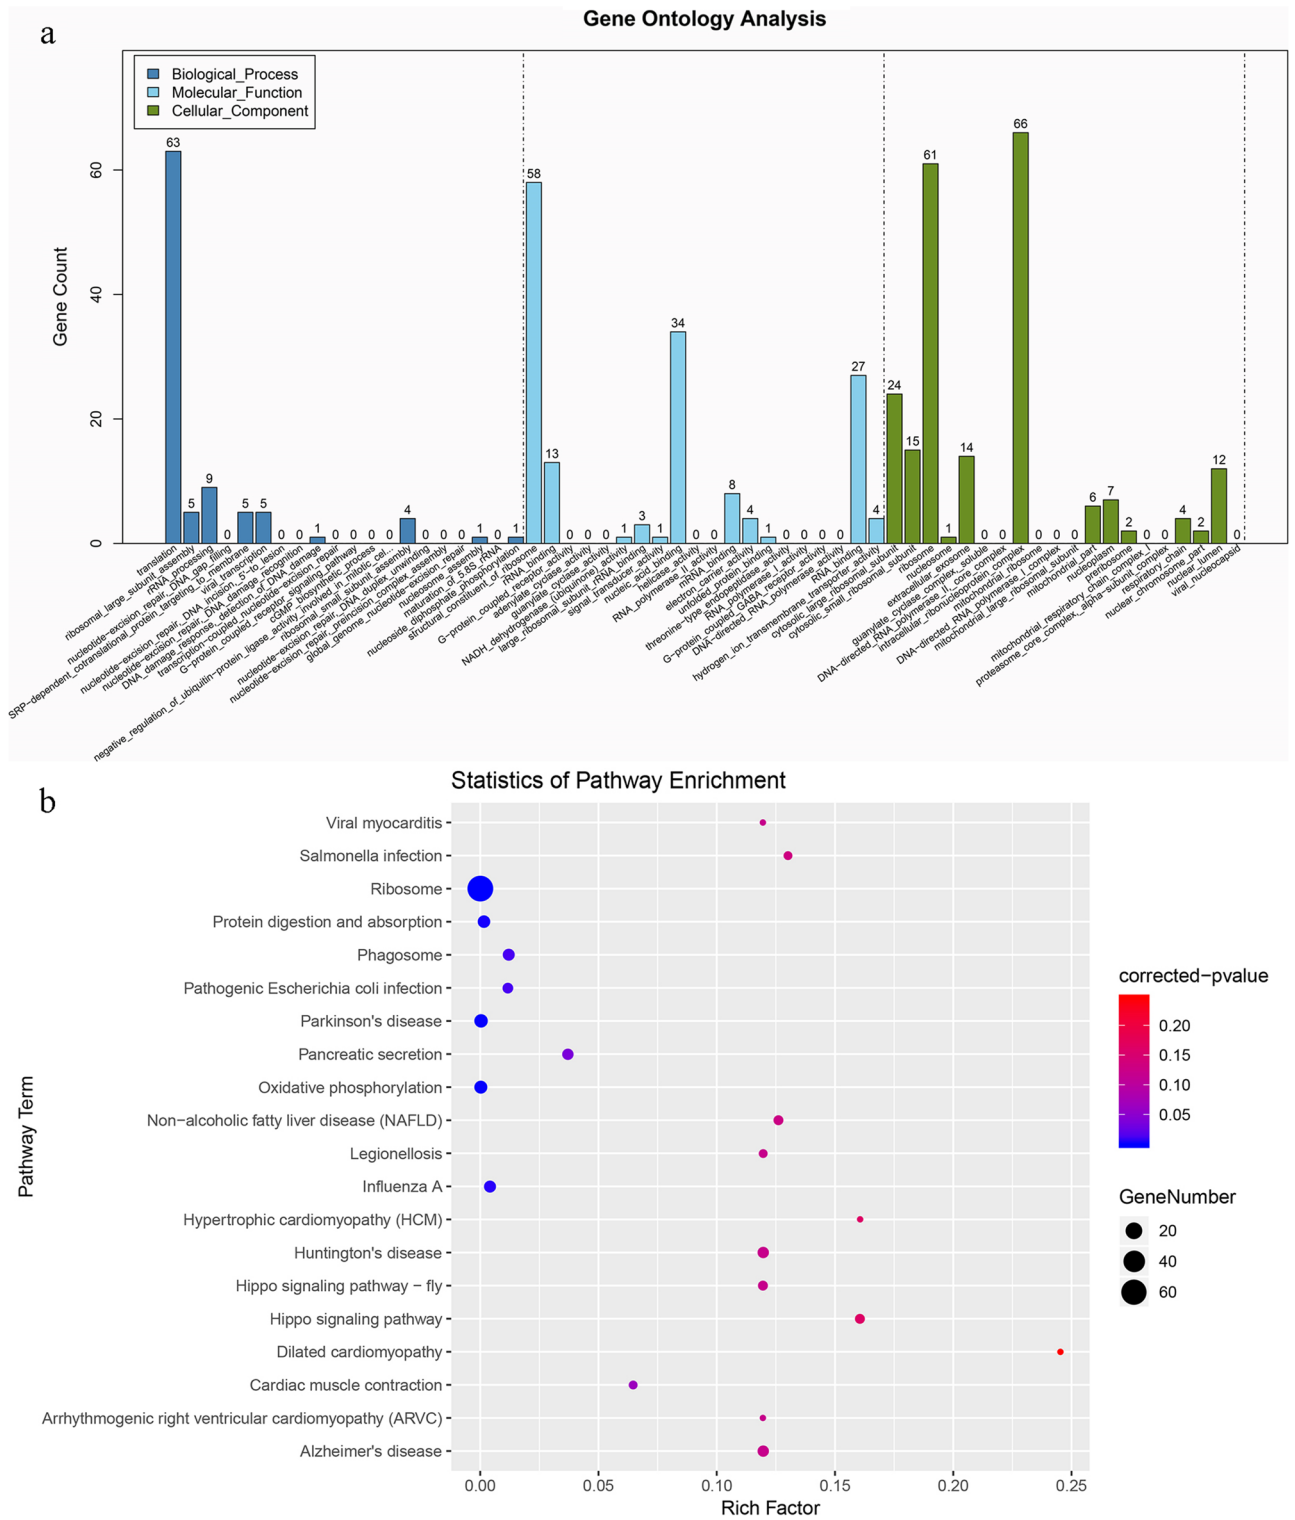 a
Gene Ontology Analysis
Biological_Process
Molecular_Function
Cellular_Component
Gene Count
60
40
20
0
63
5
9
0
5
5
0
0
1
0
0
0
0
4
0
0
0
1
0
1
58
13
0
0
0
1
3
1
34
0
0
8
4
1
0
0
0
0
27
4
24
15
61
1
14
0
0
66
0
0
0
6
7
2
0
0
4
2
12
0
translation
ribosomal_large_subunit_assembly
rRNA_processing
nucleotide-excision_repair,_DNA_gap_filling
SRP-dependent_cotranslational_protein_targeting_to_membrane
viral_transcription
nucleotide-excision_repair,_DNA_incision,_5'-to_lesion
nucleotide-excision_repair,_DNA_damage_recognition
DNA_damage_response,_detection_of_DNA_damage
transcription-coupled_nucleotide-excision_repair
G-protein_coupled_receptor_signaling_pathway
cGMP_biosynthetic_process
negative_regulation_of_ubiquitin-protein_ligase_activity_involved_in_mitotic_cel...
ribosomal_small_subunit_assembly
nucleotide-excision_repair,_DNA_duplex_unwinding
nucleotide-excision_repair,_preincision_complex_assembly
global_genome_nucleotide-excision_repair
nucleosome_assembly
maturation_of_5.8S_rRNA
nucleoside_diphosphate_phosphorylation
structural_constituent_of_ribosome
rRNA_binding
G-protein_coupled_receptor_activity
adenylate_cyclase_activity
guanylate_cyclase_activity
NADH_dehydrogenase_(ubiquinone)_activity
large_ribosomal_subunit_rRNA_binding
signal_transducer_activity
nucleic_acid_binding
helicase_activity
RNA_polymerase_II_activity
mRNA_binding
electron_carrier_activity
unfolded_protein_binding
threonine-type_endopeptidase_activity
RNA_polymerase_I_activity
G-protein_coupled_GABA_receptor_activity
DNA-directed_RNA_polymerase_activity
RNA_binding
hydrogen_ion_transmembrane_transporter_activity
cytosolic_large_ribosomal_subunit
cytosolic_small_ribosomal_subunit
ribosome
nucleosome
extracellular_exosome
guanylate_cyclase_complex,_soluble
DNA-directed_RNA_polymerase_II,_core_complex
intracellular_ribonucleoprotein_complex
mitochondrial_ribosome
DNA-directed_RNA_polymerase_I_complex
mitochondrial_large_ribosomal_subunit
mitochondrial_part
nucleoplasm
preribosome
mitochondrial_respiratory_chain_complex_I
proteasome_core_complex,_alpha-subunit_complex
respiratory_chain
nuclear_chromosome_part
nuclear_lumen
viral_nucleocapsid
b
Statistics of Pathway Enrichment
Pathway Term
Viral myocarditis
Salmonella infection
Ribosome
Protein digestion and absorption
Phagosome
Pathogenic Escherichia coli infection
Parkinson's disease
Pancreatic secretion
Oxidative phosphorylation
Non−alcoholic fatty liver disease (NAFLD)
Legionellosis
Influenza A
Hypertrophic cardiomyopathy (HCM)
Huntington's disease
Hippo signaling pathway − fly
Hippo signaling pathway
Dilated cardiomyopathy
Cardiac muscle contraction
Arrhythmogenic right ventricular cardiomyopathy (ARVC)
Alzheimer's disease
0.00
0.05
0.10
0.15
0.20
0.25
Rich Factor
corrected−pvalue
0.20
0.15
0.10
0.05
GeneNumber
20
40
60